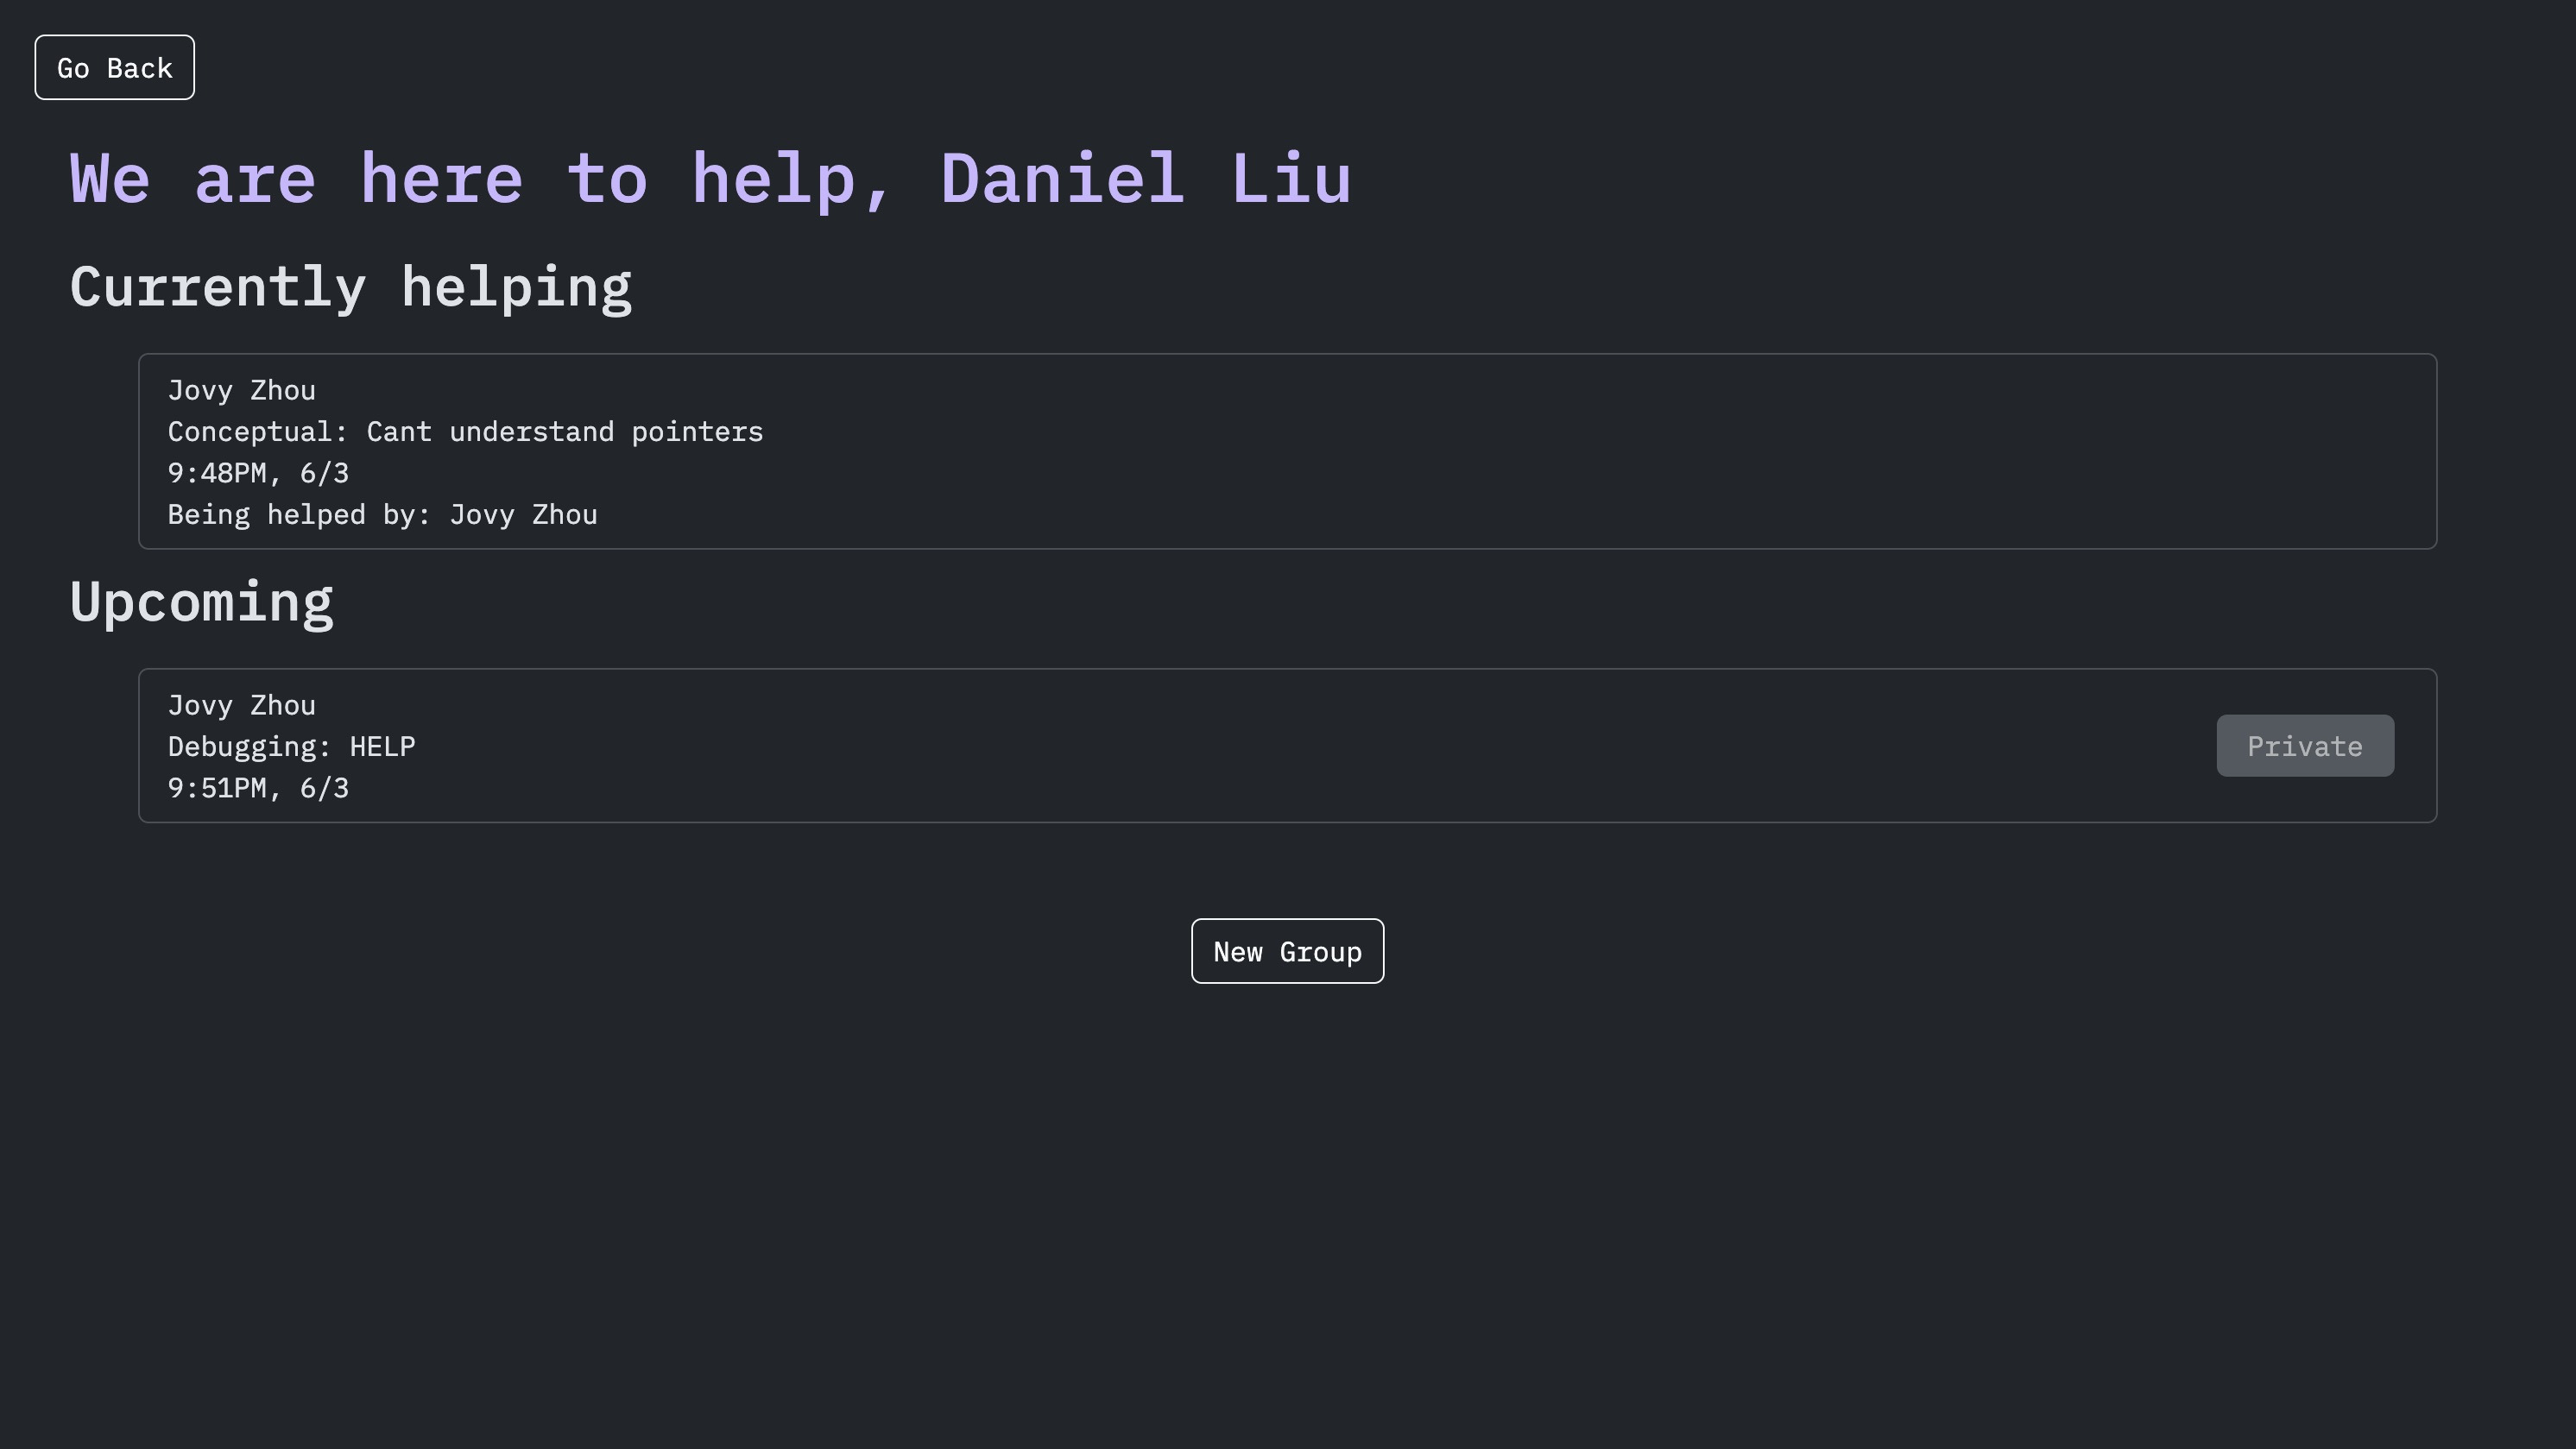 Go Back
We are here to help, Daniel Liu
Currently helping
Jovy Zhou
Conceptual: Cant understand pointers
9:48PM, 6/3
Being helped by: Jovy Zhou
Upcoming
Jovy Zhou
Debugging: HELP
9:51PM, 6/3
Private
New Group